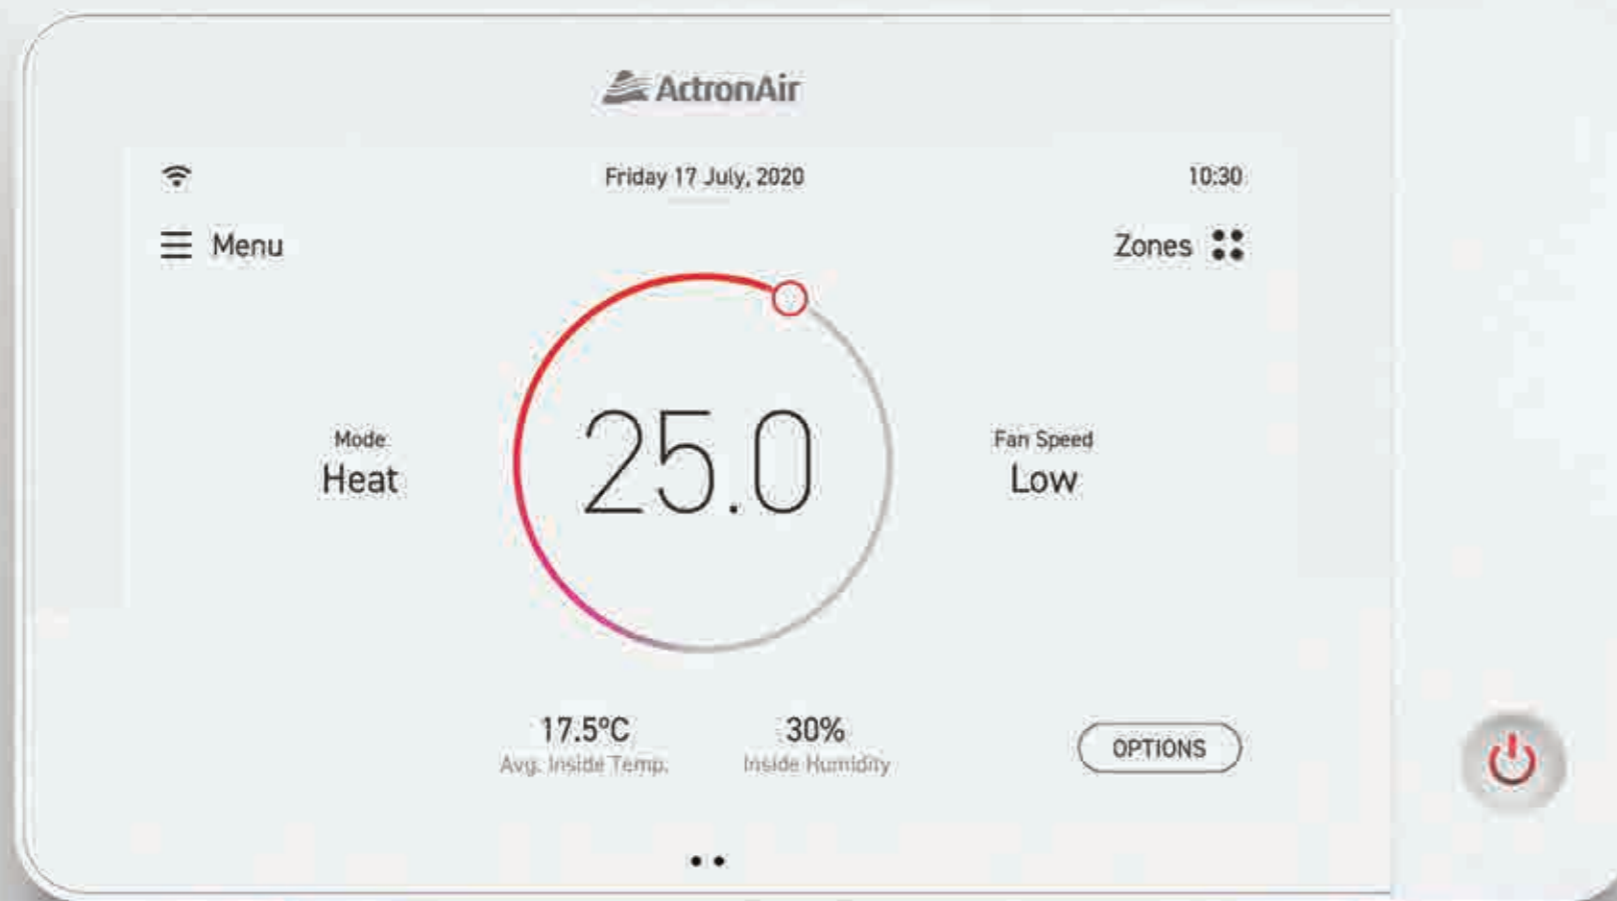 ActronAir
Friday 17 July, 2020
10:30
Menu
Zones
Mode
Heat
25.0
Fan Speed
Low
17.5ºC
Avg. Inside Temp.
30%
Inside Humidity
OPTIONS